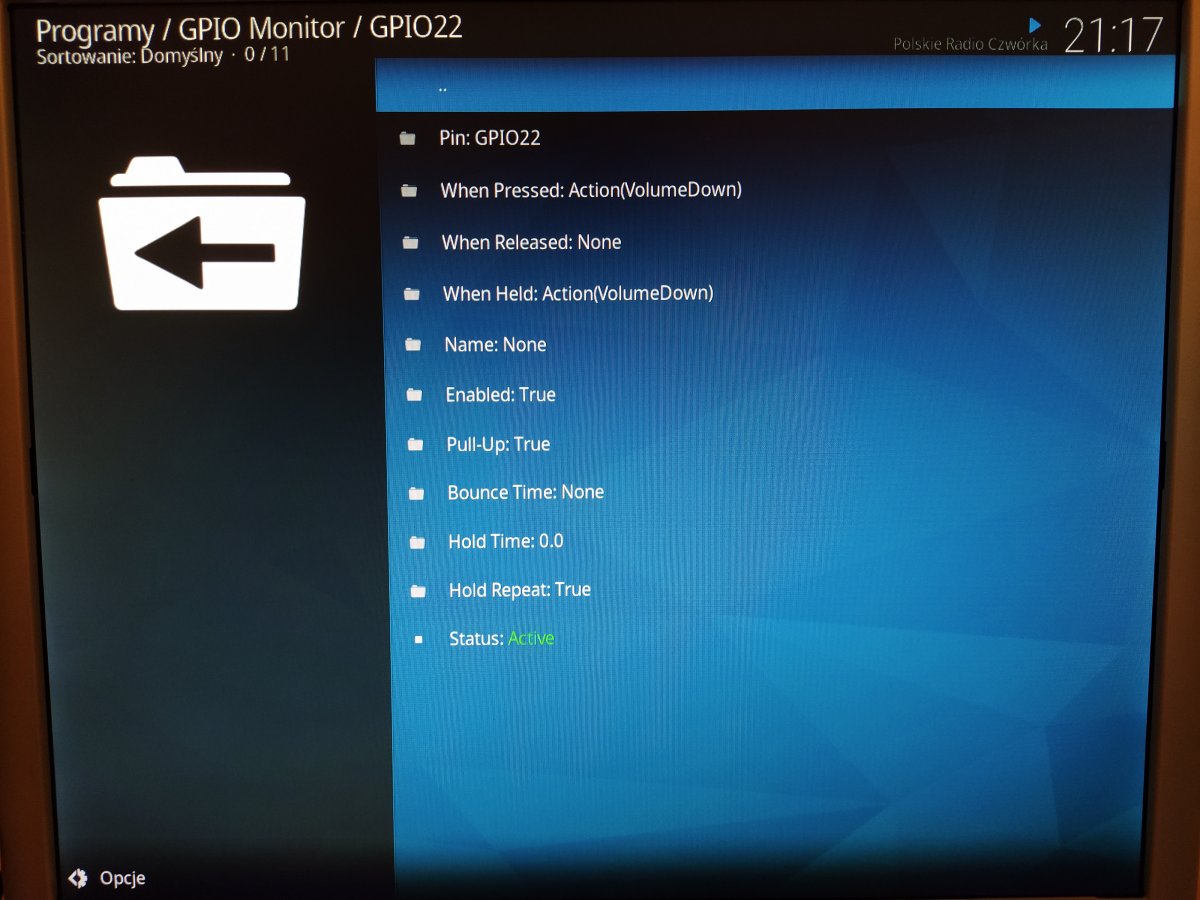 Programy / GPIO Monitor / GPIO22
Sortowanie: Domyślny · 0 / 11
Polskie Radio Czwórka
21:17
..
Pin: GPIO22
When Pressed: Action(VolumeDown)
When Released: None
When Held: Action(VolumeDown)
Name: None
Enabled: True
Pull-Up: True
Bounce Time: None
Hold Time: 0.0
Hold Repeat: True
Status: Active
Opcje